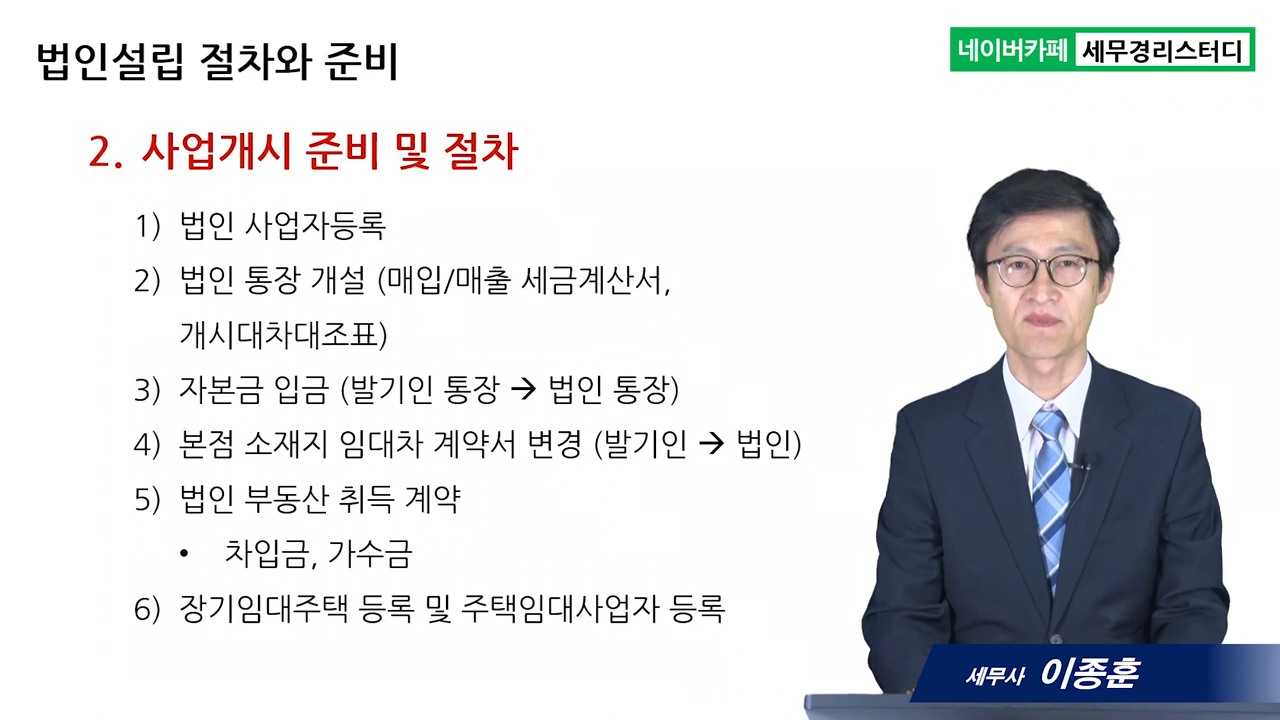 법인설립 절차와 준비
네이버카페 세무경리스터디
2. 사업개시 준비 및 절차
1) 법인 사업자등록
2) 법인 통장 개설 (매입/매출 세금계산서,
개시대차대조표)
3) 자본금 입금 (발기인 통장 → 법인 통장)
4) 본점 소재지 임대차 계약서 변경 (발기인 → 법인)
5) 법인 부동산 취득 계약
• 차입금, 가수금
6) 장기임대주택 등록 및 주택임대사업자 등록
세무사 이종훈